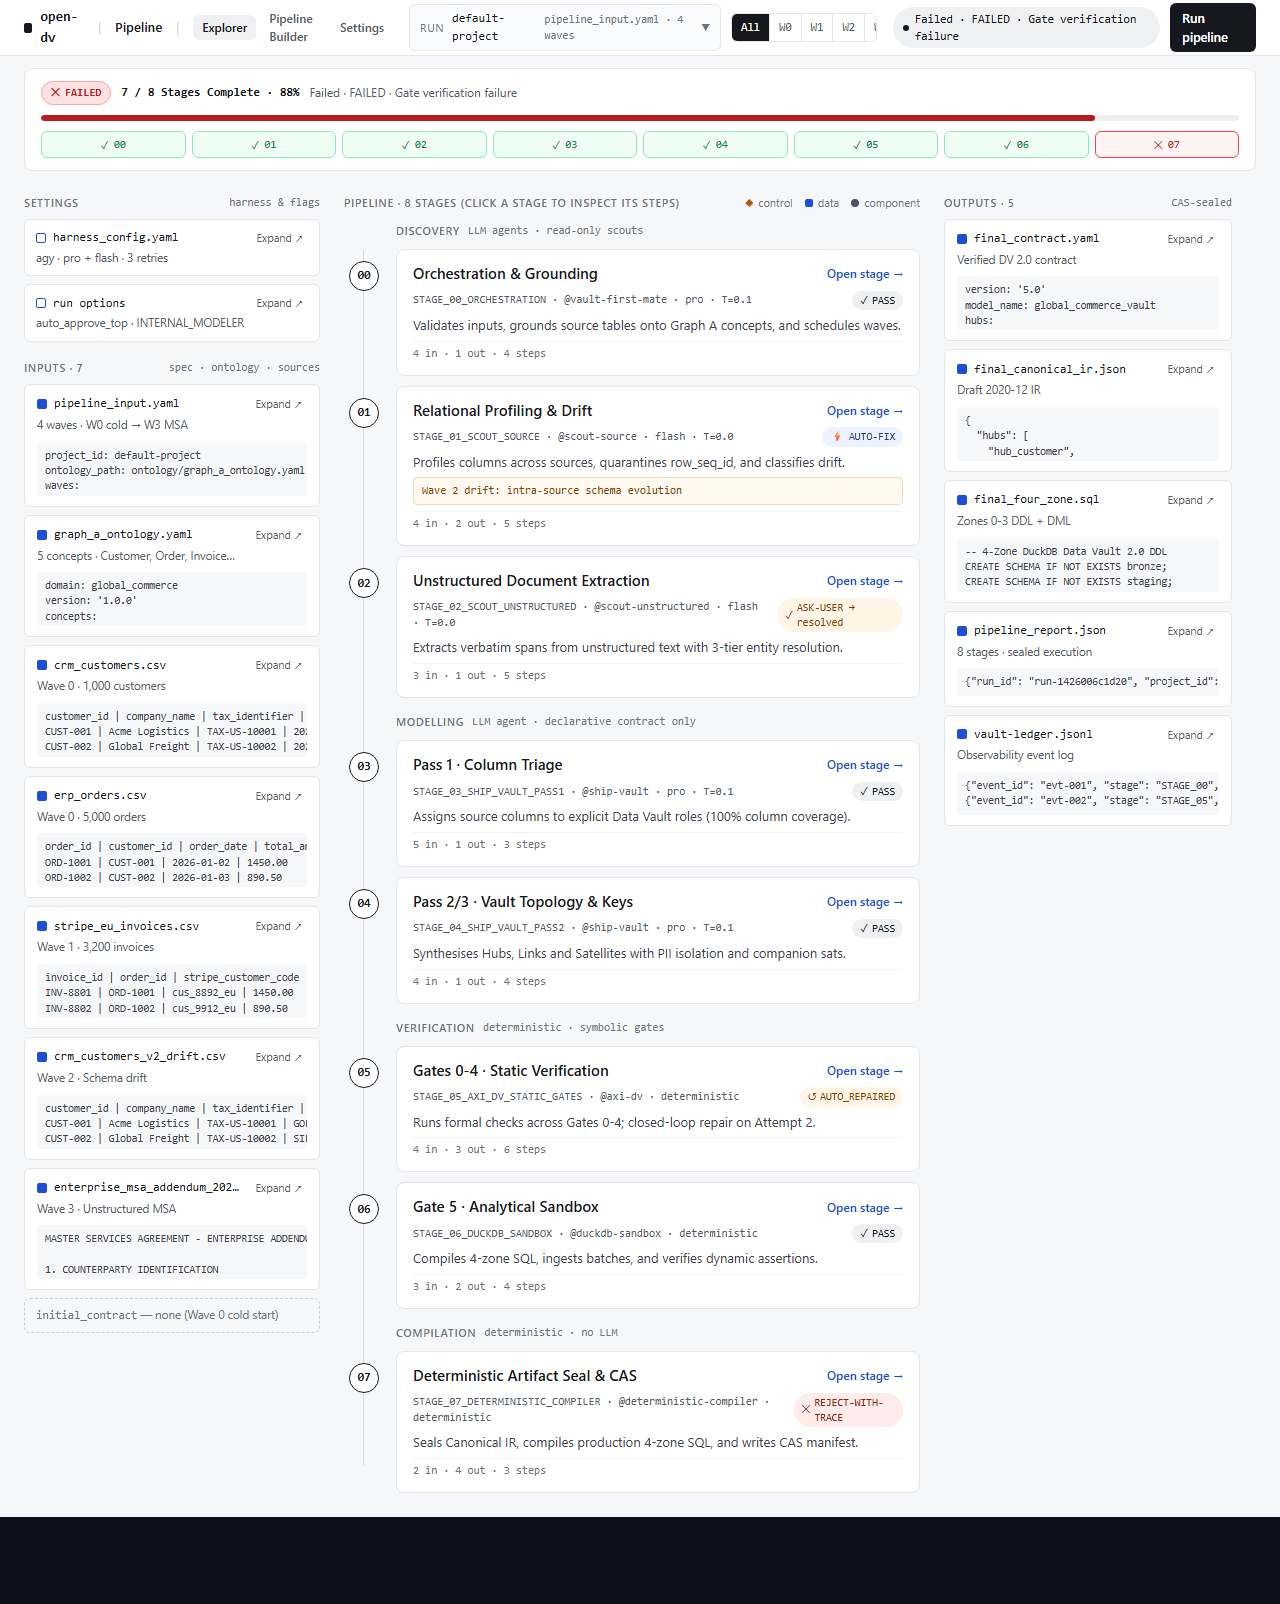 open-dv
Pipeline
Explorer
Pipeline Builder
Settings
RUN default-project pipeline_input.yaml · 4 waves ▼
All W0 W1 W2
Failed · FAILED · Gate verification failure
Run pipeline
✕ FAILED 7 / 8 Stages Complete · 88% Failed · FAILED · Gate verification failure
✓ 00 ✓ 01 ✓ 02 ✓ 03 ✓ 04 ✓ 05 ✓ 06 ✕ 07
SETTINGS harness & flags
harness_config.yaml Expand ↗
agy · pro + flash · 3 retries
run options Expand ↗
auto_approve_top · INTERNAL_MODELER
INPUTS · 7 spec · ontology · sources
pipeline_input.yaml Expand ↗
4 waves · W0 cold → W3 MSA
project_id: default-project
ontology_path: ontology/graph_a_ontology.yaml
waves:
graph_a_ontology.yaml Expand ↗
5 concepts · Customer, Order, Invoice…
domain: global_commerce
version: '1.0.0'
concepts:
crm_customers.csv Expand ↗
Wave 0 · 1,000 customers
customer_id | company_name | tax_identifier |
CUST-001 | Acme Logistics | TAX-US-10001 | 202
CUST-002 | Global Freight | TAX-US-10002 | 202
erp_orders.csv Expand ↗
Wave 0 · 5,000 orders
order_id | customer_id | order_date | total_am
ORD-1001 | CUST-001 | 2026-01-02 | 1450.00
ORD-1002 | CUST-002 | 2026-01-03 | 890.50
stripe_eu_invoices.csv Expand ↗
Wave 1 · 3,200 invoices
invoice_id | order_id | stripe_customer_code
INV-8801 | ORD-1001 | cus_8892_eu | 1450.00
INV-8802 | ORD-1002 | cus_9912_eu | 890.50
crm_customers_v2_drift.csv Expand ↗
Wave 2 · Schema drift
customer_id | company_name | tax_identifier |
CUST-001 | Acme Logistics | TAX-US-10001 | GOL
CUST-002 | Global Freight | TAX-US-10002 | SIL
enterprise_msa_addendum_202… Expand ↗
Wave 3 · Unstructured MSA
MASTER SERVICES AGREEMENT - ENTERPRISE ADDENDU
1. COUNTERPARTY IDENTIFICATION
initial_contract — none (Wave 0 cold start)
PIPELINE · 8 STAGES (CLICK A STAGE TO INSPECT ITS STEPS) control data component
DISCOVERY LLM agents · read-only scouts
00
Orchestration & Grounding Open stage →
STAGE_00_ORCHESTRATION · @vault-first-mate · pro · T=0.1 ✓ PASS
Validates inputs, grounds source tables onto Graph A concepts, and schedules waves.
4 in · 1 out · 4 steps
01
Relational Profiling & Drift Open stage →
STAGE_01_SCOUT_SOURCE · @scout-source · flash · T=0.0 ⚡ AUTO-FIX
Profiles columns across sources, quarantines row_seq_id, and classifies drift.
Wave 2 drift: intra-source schema evolution
4 in · 2 out · 5 steps
02
Unstructured Document Extraction Open stage →
STAGE_02_SCOUT_UNSTRUCTURED · @scout-unstructured · flash · T=0.0 ✓ ASK-USER → resolved
Extracts verbatim spans from unstructured text with 3-tier entity resolution.
3 in · 1 out · 5 steps
MODELLING LLM agent · declarative contract only
03
Pass 1 · Column Triage Open stage →
STAGE_03_SHIP_VAULT_PASS1 · @ship-vault · pro · T=0.1 ✓ PASS
Assigns source columns to explicit Data Vault roles (100% column coverage).
5 in · 1 out · 3 steps
04
Pass 2/3 · Vault Topology & Keys Open stage →
STAGE_04_SHIP_VAULT_PASS2 · @ship-vault · pro · T=0.1 ✓ PASS
Synthesises Hubs, Links and Satellites with PII isolation and companion sats.
4 in · 1 out · 4 steps
VERIFICATION deterministic · symbolic gates
05
Gates 0-4 · Static Verification Open stage →
STAGE_05_AXI_DV_STATIC_GATES · @axi-dv · deterministic ↺ AUTO_REPAIRED
Runs formal checks across Gates 0-4; closed-loop repair on Attempt 2.
4 in · 3 out · 6 steps
06
Gate 5 · Analytical Sandbox Open stage →
STAGE_06_DUCKDB_SANDBOX · @duckdb-sandbox · deterministic ✓ PASS
Compiles 4-zone SQL, ingests batches, and verifies dynamic assertions.
3 in · 2 out · 4 steps
COMPILATION deterministic · no LLM
07
Deterministic Artifact Seal & CAS Open stage →
STAGE_07_DETERMINISTIC_COMPILER · @deterministic-compiler · deterministic ✕ REJECT-WITH-TRACE
Seals Canonical IR, compiles production 4-zone SQL, and writes CAS manifest.
2 in · 4 out · 3 steps
OUTPUTS · 5 CAS-sealed
final_contract.yaml Expand ↗
Verified DV 2.0 contract
version: '5.0'
model_name: global_commerce_vault
hubs:
final_canonical_ir.json Expand ↗
Draft 2020-12 IR
{
"hubs": [
"hub_customer",
final_four_zone.sql Expand ↗
Zones 0-3 DDL + DML
-- 4-Zone DuckDB Data Vault 2.0 DDL
CREATE SCHEMA IF NOT EXISTS bronze;
CREATE SCHEMA IF NOT EXISTS staging;
pipeline_report.json Expand ↗
8 stages · sealed execution
{"run_id": "run-1426006c1d20", "project_id":
vault-ledger.jsonl Expand ↗
Observability event log
{"event_id": "evt-001", "stage": "STAGE_00",
{"event_id": "evt-002", "stage": "STAGE_05",